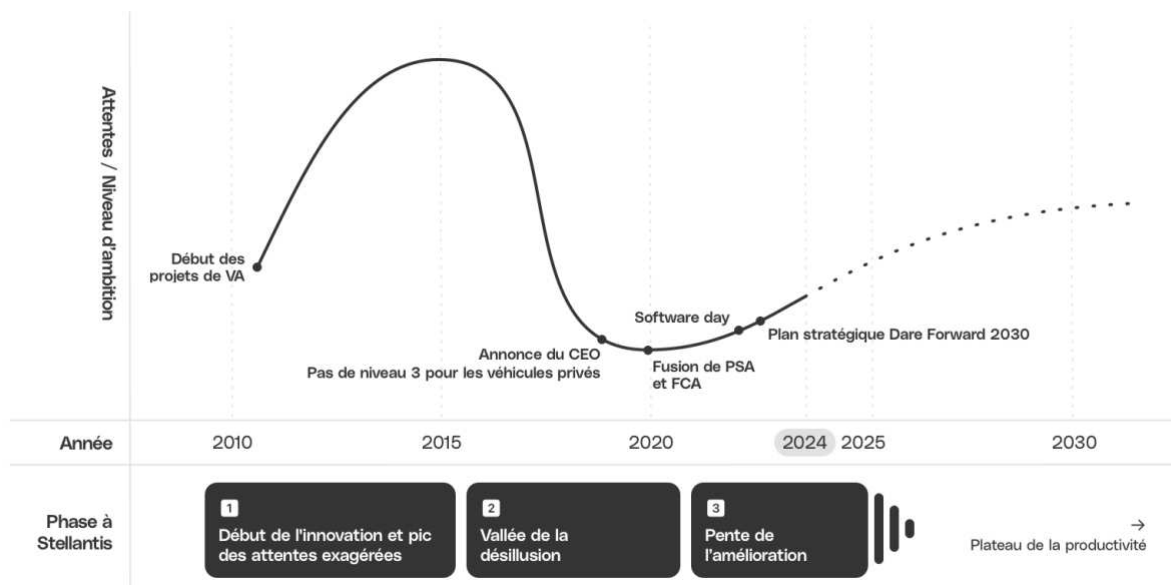 Attentes / Niveau d'ambition
Début des
projets de VA
Software day
Plan stratégique Dare Forward 2030
Annonce du CEO
Pas de niveau 3 pour les véhicules privés
Fusion de PSA
et FCA
Année
2010
2015
2020
2024
2025
2030
Phase à
Stellantis
1
Début de l'innovation et pic
des attentes exagérées
2
Vallée de la
désillusion
3
Pente de
l'amélioration
→
Plateau de la productivité